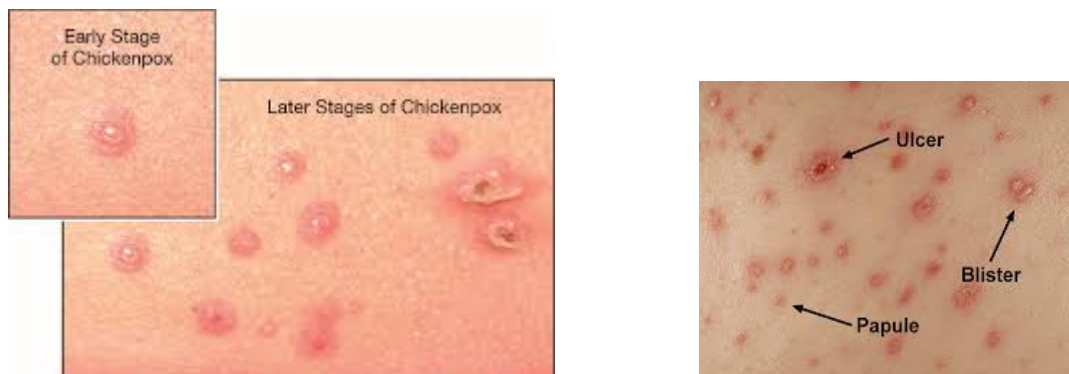 Early Stage
of Chickenpox
Later Stages of Chickenpox
Ulcer
Blister
Papule